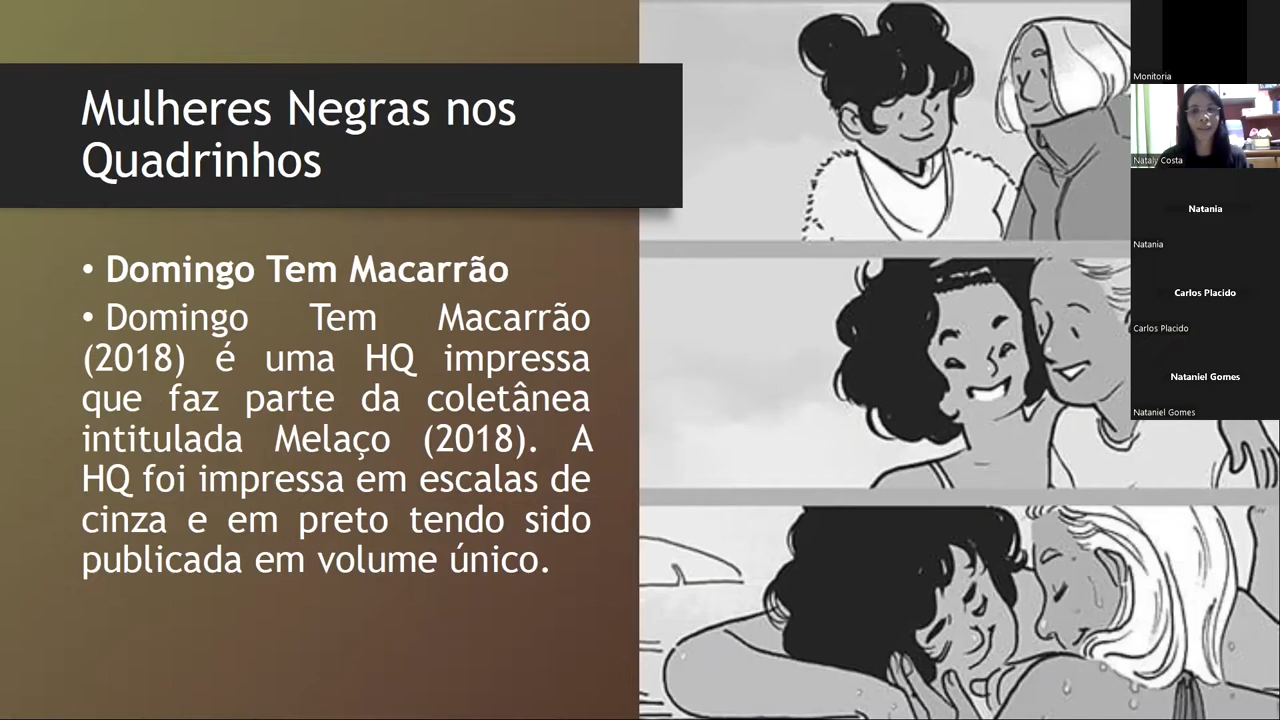 Mulheres Negras nos
Quadrinhos
• Domingo Tem Macarrão
• Domingo Tem Macarrão
(2018) é uma HQ impressa
que faz parte da coletânea
intitulada Melaço (2018). A
HQ foi impressa em escalas de
cinza e em preto tendo sido
publicada em volume único.
Monitoria
Nataly Costa
Natania
Natania
Carlos Placido
Carlos Placido
Nataniel Gomes
Nataniel Gomes